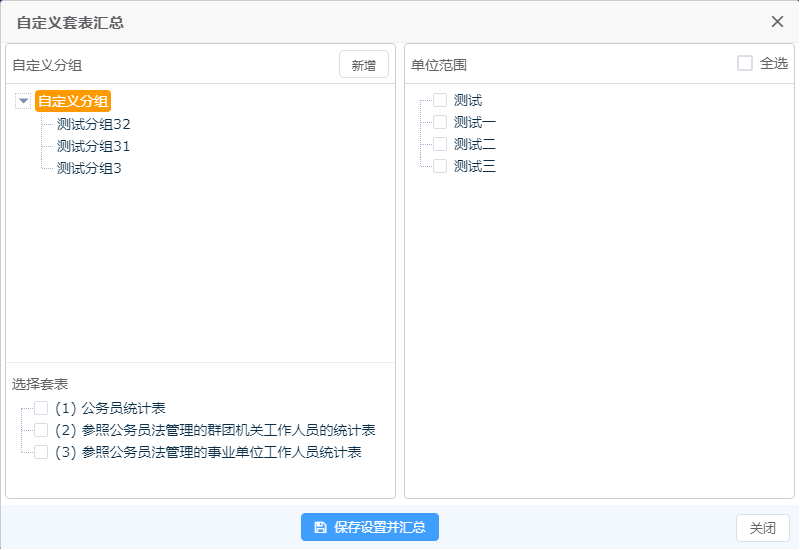 自定义套表汇总
自定义分组
新增
自定义分组
测试分组32
测试分组31
测试分组3
选择套表
(1) 公务员统计表
(2) 参照公务员法管理的群团机关工作人员的统计表
(3) 参照公务员法管理的事业单位工作人员统计表
单位范围
全选
测试
测试一
测试二
测试三
保存设置并汇总
关闭